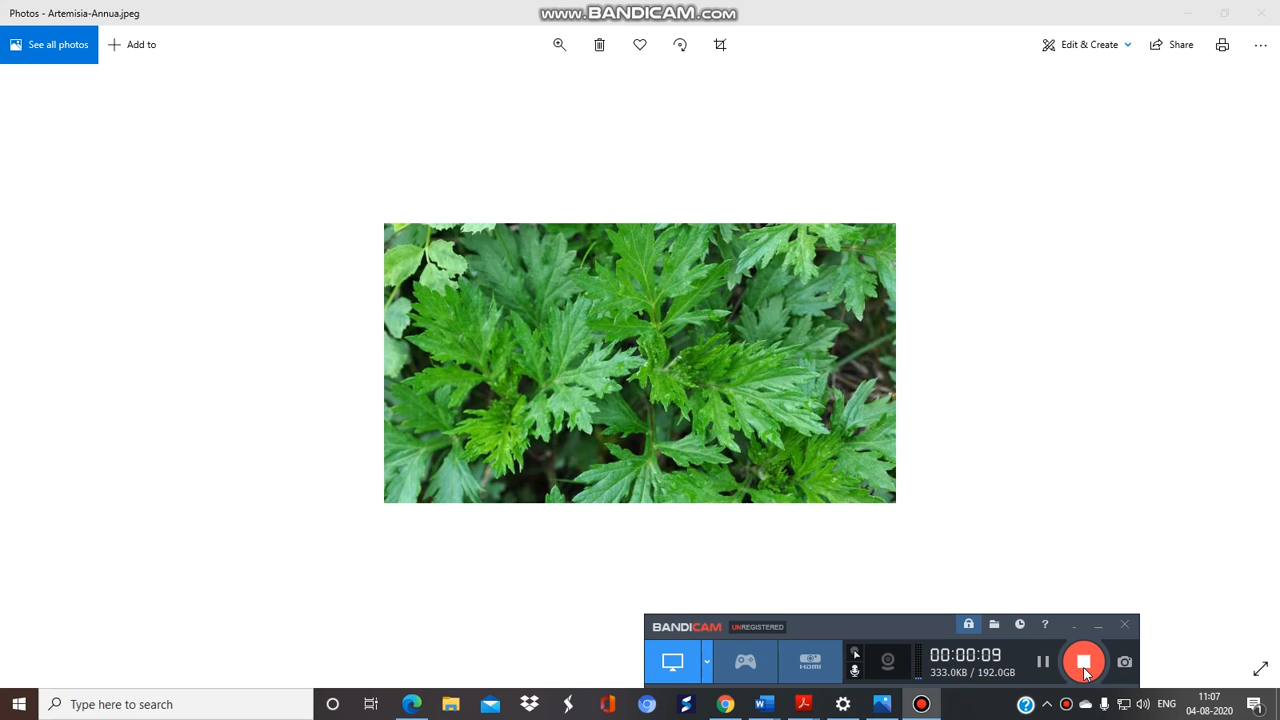 Photos - Artemisia-Annua.jpeg
www.BANDICAM.com
See all photos
Add to
Edit & Create
Share
BANDICAM UNREGISTERED
?
HDMI
00:00:09
333.0KB / 192.0GB
Type here to search
?
ENG
11:07
04-08-2020
1